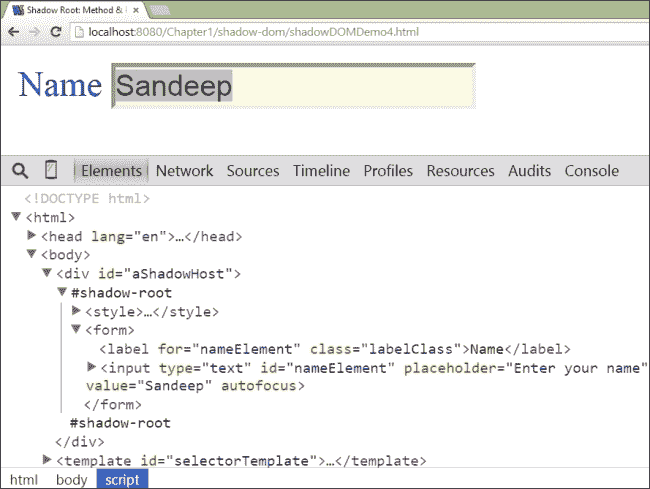 Shadow Root: Method &
localhost:8080/Chapter1/shadow-dom/shadowDOMDemo4.html
Name Sandeep
Elements Network Sources Timeline Profiles Resources Audits Console
<!DOCTYPE html>
<html>
<head lang="en">…</head>
<body>
<div id="aShadowHost">
#shadow-root
<style>…</style>
<form>
<label for="nameElement" class="labelClass">Name</label>
<input type="text" id="nameElement" placeholder="Enter your name"
value="Sandeep" autofocus>
</form>
#shadow-root
</div>
<template id="selectorTemplate">…</template>
html body script